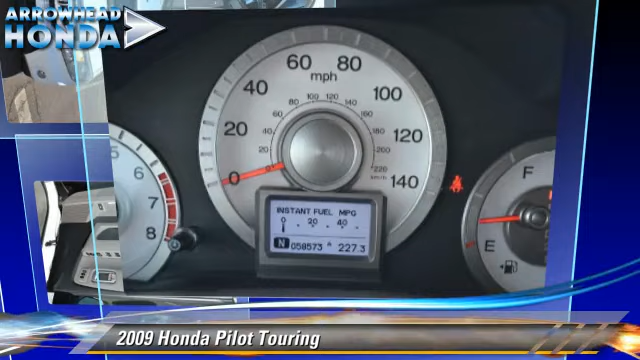 ARROWHEAD
HONDA
60 80
mph
40 100
80 100 120 140
60 160
20 40 180 120
20 200
220
0 km/h 140
5
6
7
8
F
E
INSTANT FUEL MPG
0 . 20 . 40 .
N 058573 A 227.3
2009 Honda Pilot Touring